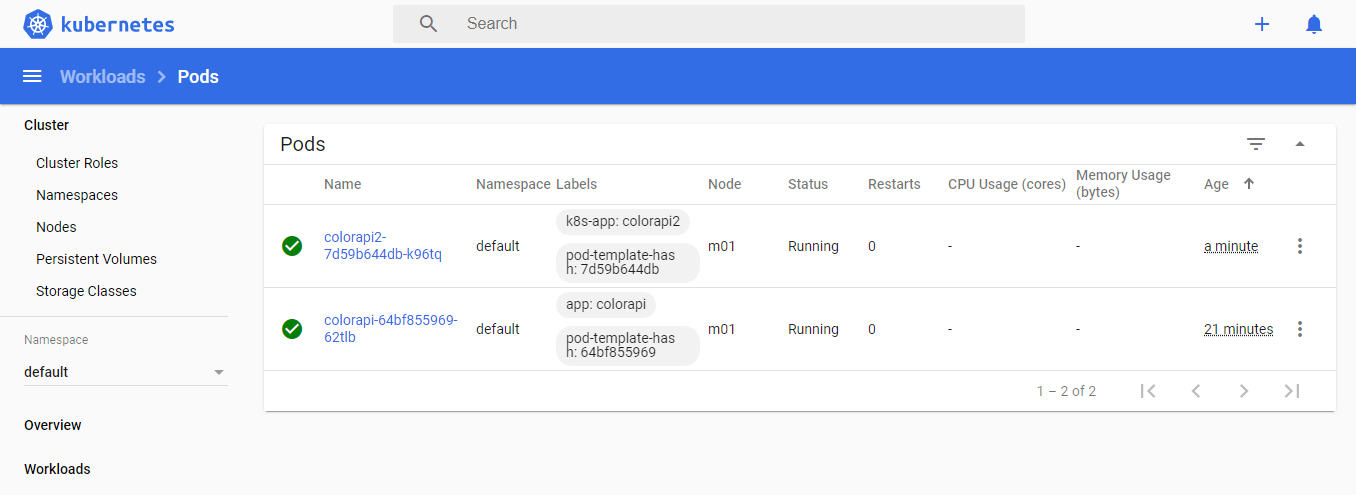 kubernetes
Search
Workloads > Pods
Cluster
Cluster Roles
Namespaces
Nodes
Persistent Volumes
Storage Classes
Namespace
default
Overview
Workloads
Pods
Name
Namespace
Labels
Node
Status
Restarts
CPU Usage (cores)
Memory Usage
(bytes)
Age
colorapi2-
7d59b644db-k96tq
default
k8s-app: colorapi2
pod-template-has
h: 7d59b644db
m01
Running
0
-
-
a minute
colorapi-64bf855969-
62tlb
default
app: colorapi
pod-template-has
h: 64bf855969
m01
Running
0
-
-
21 minutes
1 – 2 of 2